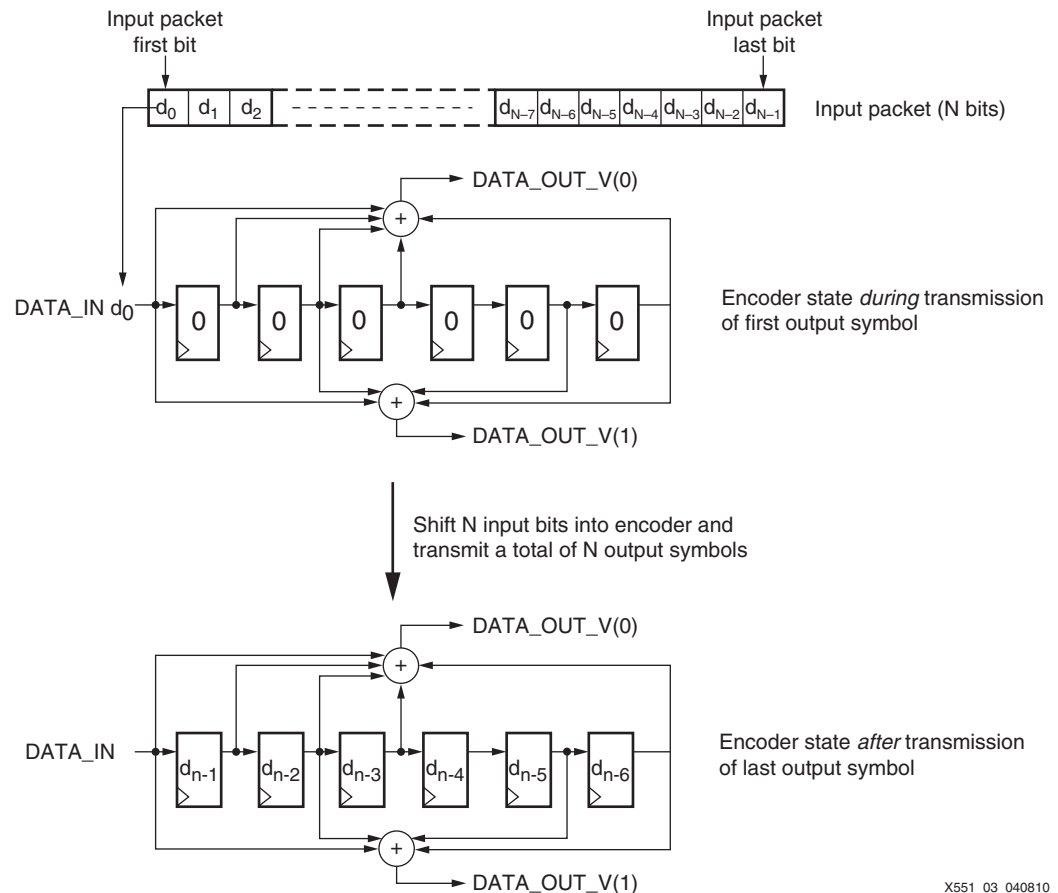 Input packet
first bit
Input packet
last bit
d0 d1 d2 dN–7 dN–6 dN–5 dN–4 dN–3 dN–2 dN–1
Input packet (N bits)
DATA_OUT_V(0)
+
DATA_IN d0
0 0 0 0 0 0
Encoder state during transmission
of first output symbol
+
DATA_OUT_V(1)
Shift N input bits into encoder and
transmit a total of N output symbols
DATA_OUT_V(0)
+
DATA_IN
dn-1 dn-2 dn-3 dn-4 dn-5 dn-6
Encoder state after transmission
of last output symbol
+
DATA_OUT_V(1)
X551_03_040810